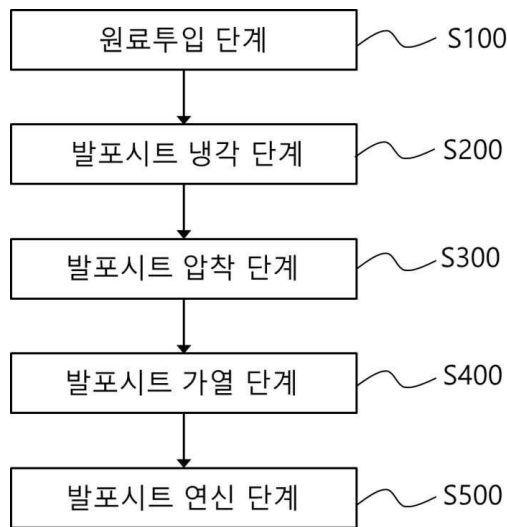 원료투입 단계 S100
발포시트 냉각 단계 S200
발포시트 압착 단계 S300
발포시트 가열 단계 S400
발포시트 연신 단계 S500